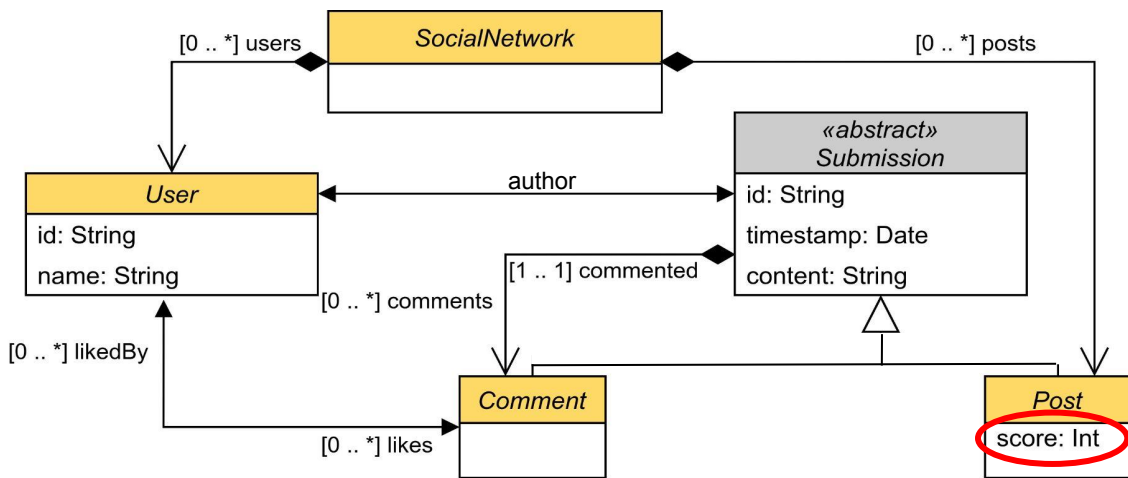 SocialNetwork
[0 .. *] users
[0 .. *] posts
«abstract»
Submission
User
author
id: String
name: String
id: String
timestamp: Date
content: String
[1 .. 1] commented
[0 .. *] comments
[0 .. *] likedBy
Comment
Post
score: Int
[0 .. *] likes